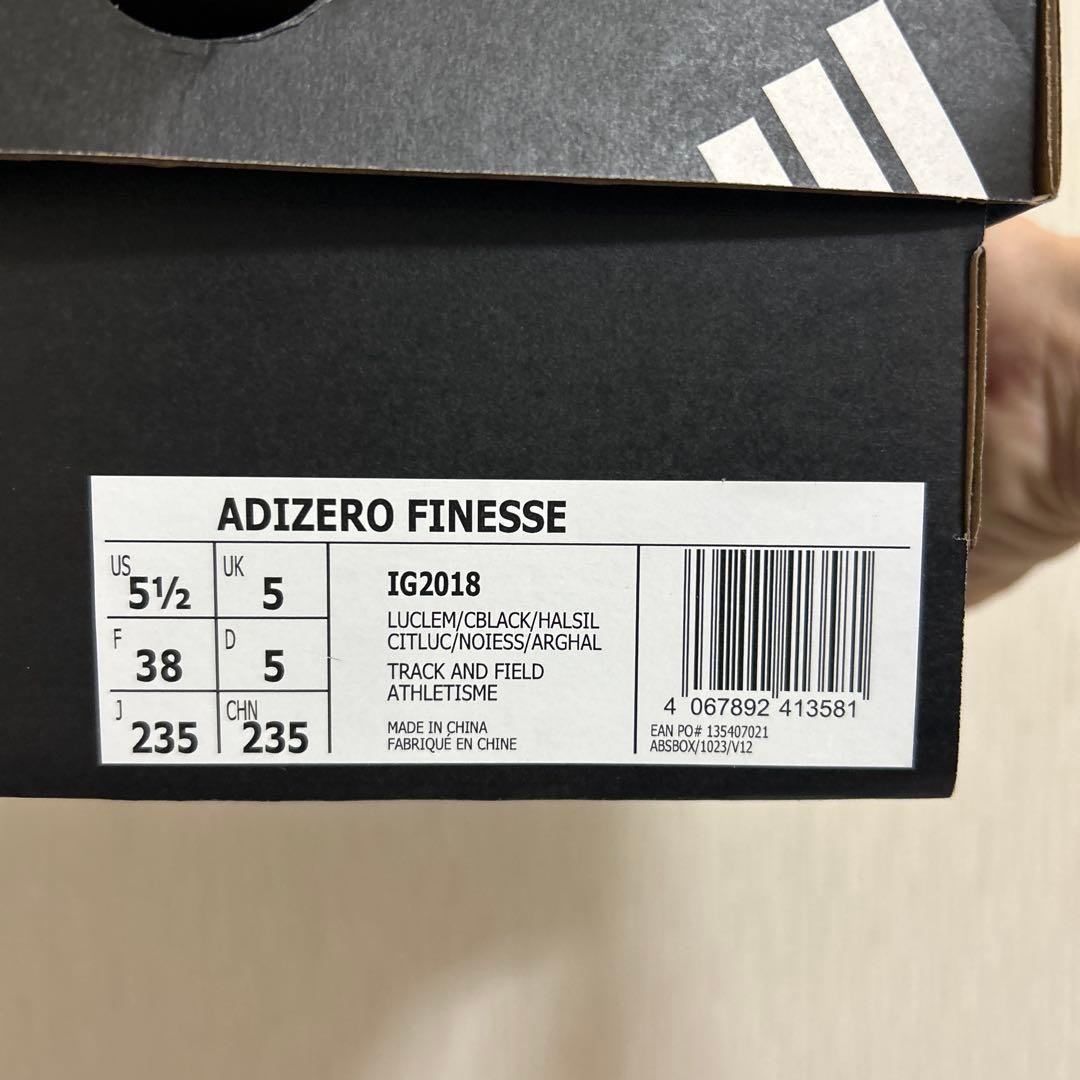 ADIZERO FINESSE
US 5½ UK 5
F 38 D 5
J 235 CHN 235
IG2018
LUCLEM/CBLACK/HALSIL
CITLUC/NOIESS/ARGHAL
TRACK AND FIELD
ATHLETISME
MADE IN CHINA
FABRIQUÉ EN CHINE
4 067892 413581
EAN PO# 135407021
ABSBOX/1023/V12